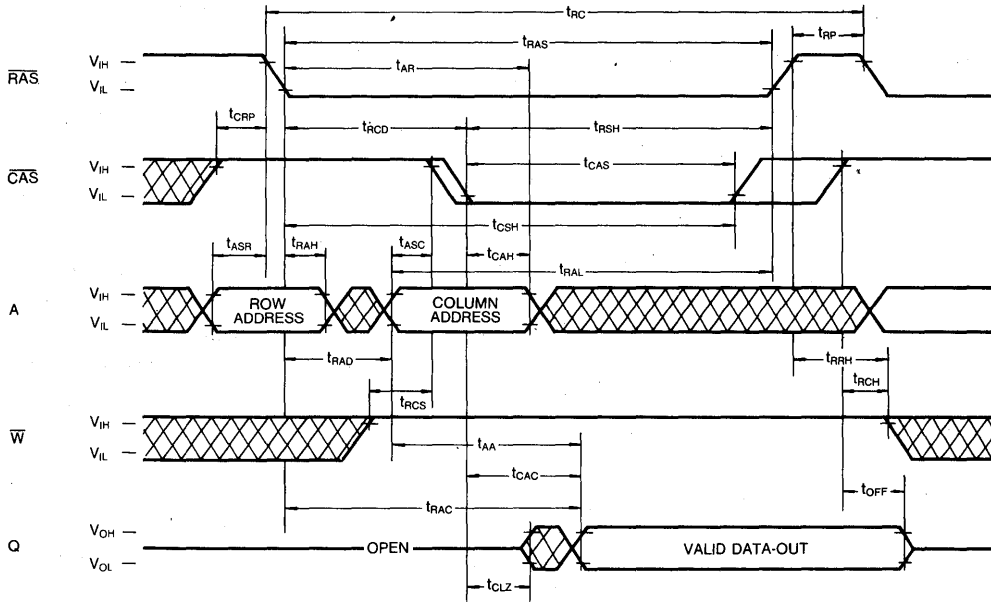 tRC
tRP
tRAS
tAR
RAS
VIH
VIL
tCRP
tRCD
tRSH
tCAS
CAS
VIH
VIL
tCSH
tASR
tRAH
tASC
tCAH
tRAL
A
VIH
VIL
ROW ADDRESS
COLUMN ADDRESS
tRAD
tRRH
tRCS
tRCH
W
VIH
VIL
tAA
tCAC
tOFF
tRAC
Q
VOH
VOL
OPEN
VALID DATA-OUT
tCLZ